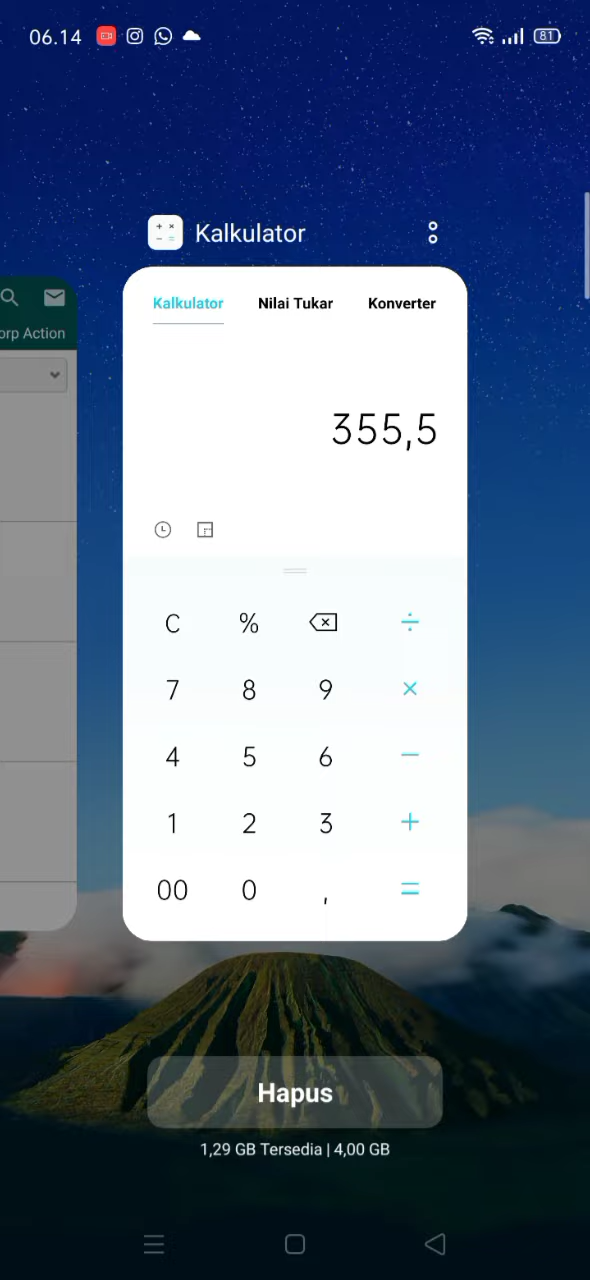 06.14 81
Kalkulator
orp Action
Kalkulator Nilai Tukar Konverter
355,5
C % ÷
7 8 9 ×
4 5 6 −
1 2 3 +
00 0 , =
Hapus
1,29 GB Tersedia | 4,00 GB